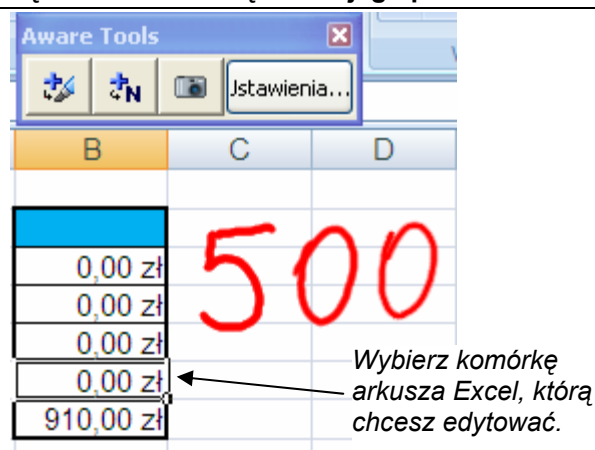 Aware Tools
N
Ustawienia...
B C D
500
0,00 zł
0,00 zł
0,00 zł
0,00 zł
910,00 zł
Wybierz komórkę
arkusza Excel, którą
chcesz edytować.